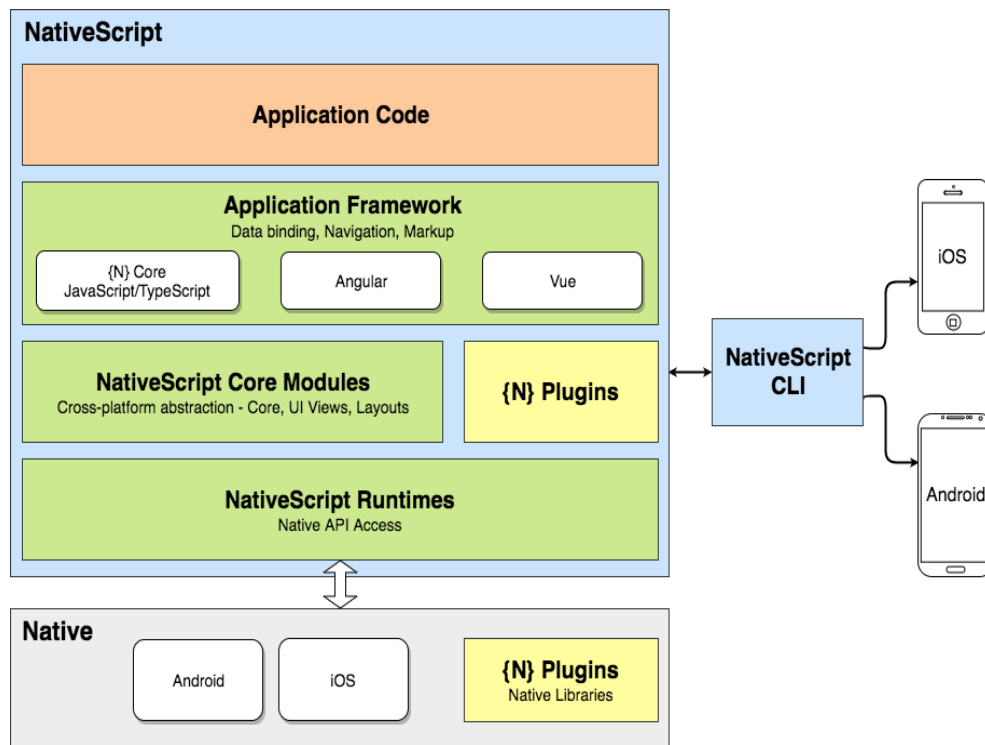 NativeScript
Application Code
Application Framework
Data binding, Navigation, Markup
{N} Core
JavaScript/TypeScript
Angular
Vue
NativeScript Core Modules
Cross-platform abstraction - Core, UI Views, Layouts
{N} Plugins
NativeScript Runtimes
Native API Access
NativeScript
CLI
iOS
Android
Native
Android
iOS
{N} Plugins
Native Libraries